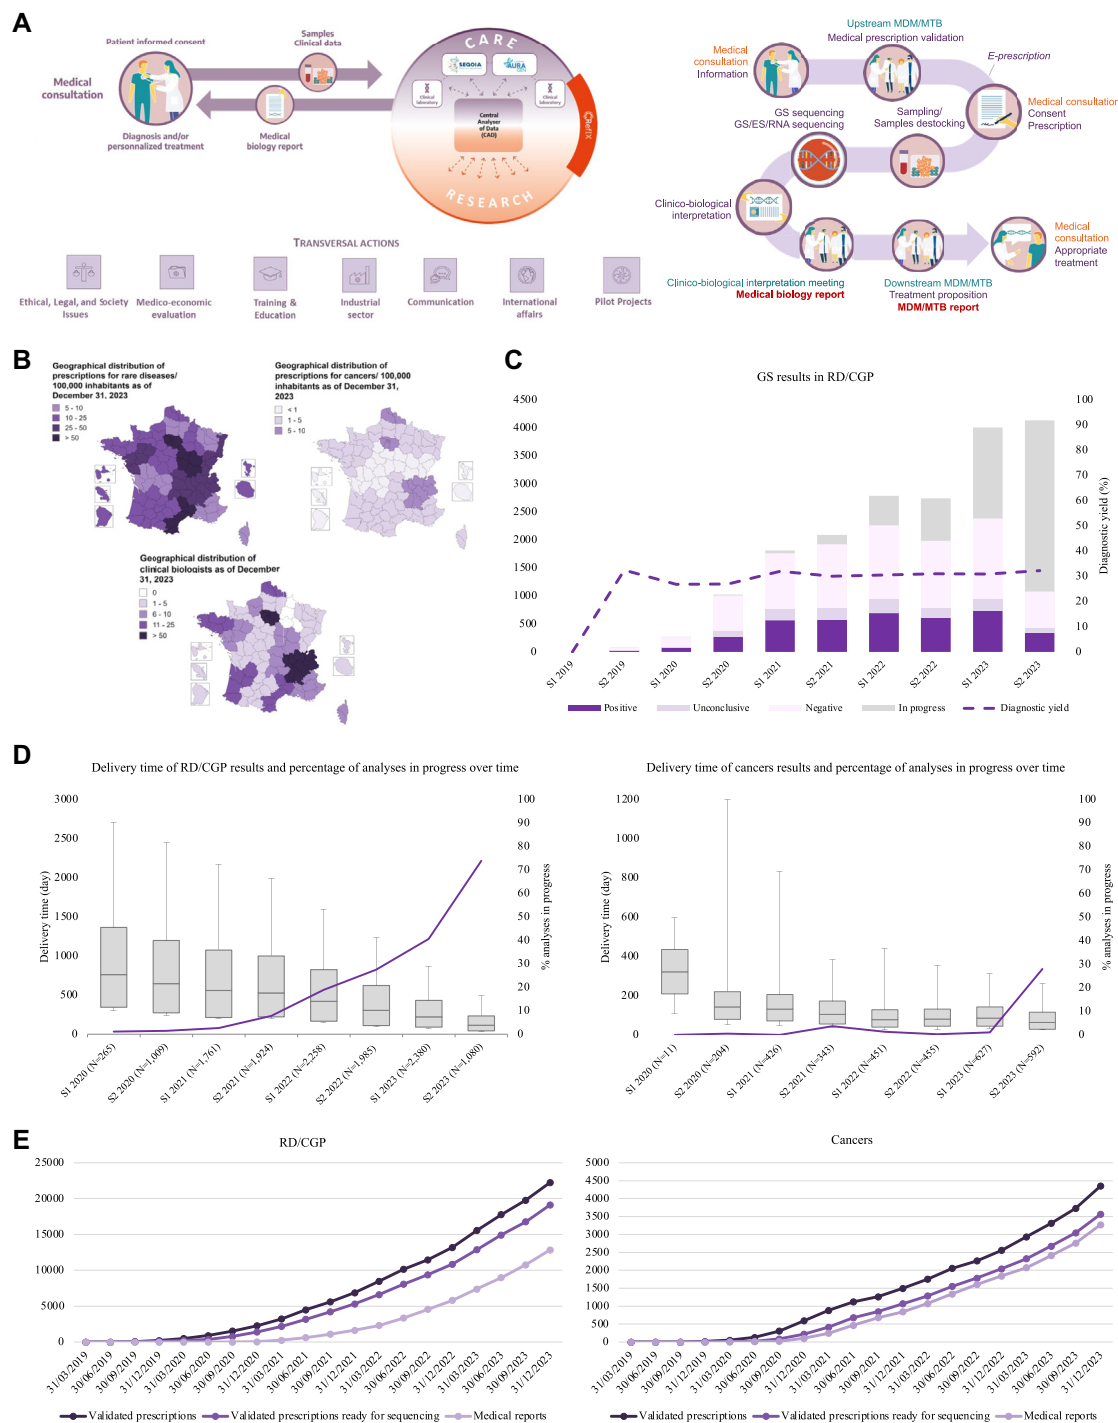 A
Patient informed consent
Samples
Clinical data
Medical
consultation
Diagnosis and/or
personnalized treatment
Medical
biology report
CARE
SEQOIA
AURA
Clinical
laboratory
Clinical
laboratory
Central
Analyser
of Data
(CAD)
CRefIX
RESEARCH
TRANSVERSAL ACTIONS
Ethical, Legal, and Society
Issues
Medico-economic
evaluation
Training &
Education
Industrial
sector
Communication
International
affairs
Pilot Projects
Upstream MDM/MTB
Medical prescription validation
Medical
consultation
Information
E-prescription
Medical consultation
Consent
Prescription
GS sequencing
GS/ES/RNA sequencing
Sampling/
Samples destocking
Clinico-biological
interpretation
Medical
consultation
Appropriate
treatment
Clinico-biological interpretation meeting
Medical biology report
Downstream MDM/MTB
Treatment proposition
MDM/MTB report
B
Geographical distribution of
prescriptions for rare diseases/
100,000 inhabitants as of
December 31, 2023
5 - 10
10 - 25
25 - 50
> 50
Geographical distribution of
prescriptions for cancers/ 100,000
inhabitants as of December 31,
2023
< 1
1 - 5
5 - 10
Geographical distribution of
clinical biologists as of December
31, 2023
0
1 - 5
6 - 10
11 - 25
> 50
C
GS results in RD/CGP
4500
4000
3500
3000
2500
2000
1500
1000
500
0
100
90
80
70
60
50
40
30
20
10
0
Diagnostic yield (%)
S1 2019
S2 2019
S1 2020
S2 2020
S1 2021
S2 2021
S1 2022
S2 2022
S1 2023
S2 2023
Positive
Unconclusive
Negative
In progress
Diagnostic yield
D
Delivery time of RD/CGP results and percentage of analyses in progress over time
Delivery time (day)
3000
2500
2000
1500
1000
500
0
100
90
80
70
60
50
40
30
20
10
0
% analyses in progress
S1 2020 (N=265)
S2 2020 (N=1,009)
S1 2021 (N=1,761)
S2 2021 (N=1,924)
S1 2022 (N=2,258)
S2 2022 (N=1,985)
S1 2023 (N=2,380)
S2 2023 (N=1,080)
Delivery time of cancers results and percentage of analyses in progress over time
Delivery time (day)
1200
1000
800
600
400
200
0
100
90
80
70
60
50
40
30
20
10
0
% analyses in progress
S1 2020 (N=11)
S2 2020 (N=204)
S1 2021 (N=426)
S2 2021 (N=343)
S1 2022 (N=451)
S2 2022 (N=455)
S1 2023 (N=627)
S2 2023 (N=592)
E
RD/CGP
25000
20000
15000
10000
5000
0
31/03/2019
30/06/2019
30/09/2019
31/12/2019
31/03/2020
30/06/2020
30/09/2020
31/12/2020
31/03/2021
30/06/2021
30/09/2021
31/12/2021
31/03/2022
30/06/2022
30/09/2022
31/12/2022
31/03/2023
30/06/2023
30/09/2023
31/12/2023
Validated prescriptions
Validated prescriptions ready for sequencing
Medical reports
Cancers
5000
4500
4000
3500
3000
2500
2000
1500
1000
500
0
31/03/2019
30/06/2019
30/09/2019
31/12/2019
31/03/2020
30/06/2020
30/09/2020
31/12/2020
31/03/2021
30/06/2021
30/09/2021
31/12/2021
31/03/2022
30/06/2022
30/09/2022
31/12/2022
31/03/2023
30/06/2023
30/09/2023
31/12/2023
Validated prescriptions
Validated prescriptions ready for sequencing
Medical reports